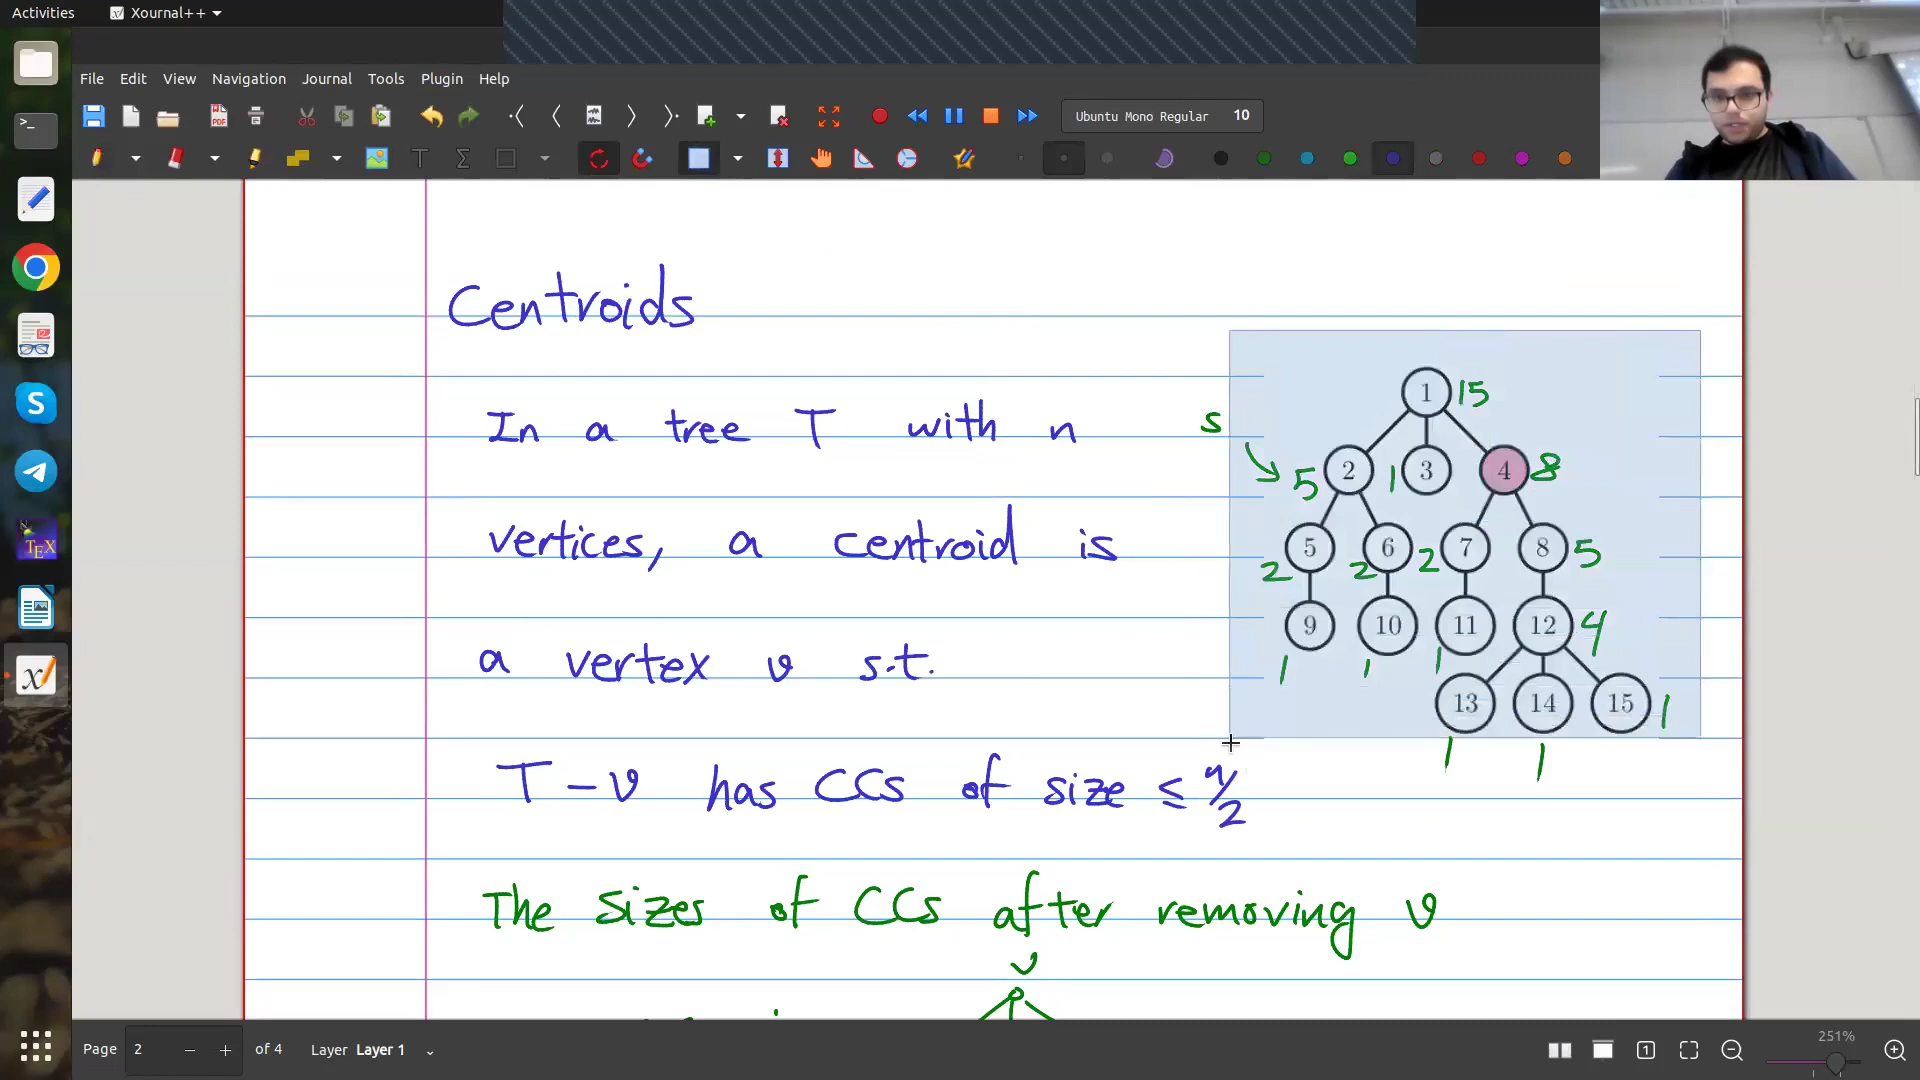 Activities Xournal++
File Edit View Navigation Journal Tools Plugin Help
Ubuntu Mono Regular 10
Centroids
In a tree T with n
vertices, a centroid is
a vertex v s.t.
T - v has CCs of size ≤ n/2
The sizes of CCs after removing v
v
s
1 15
5 2 1 3 4 8
5 6 7 8 5
2 2 2
9 10 11 12 4
1 1 1
13 14 15 1
1 1
S
TEX
Page 2 - + of 4 Layer Layer 1
251%